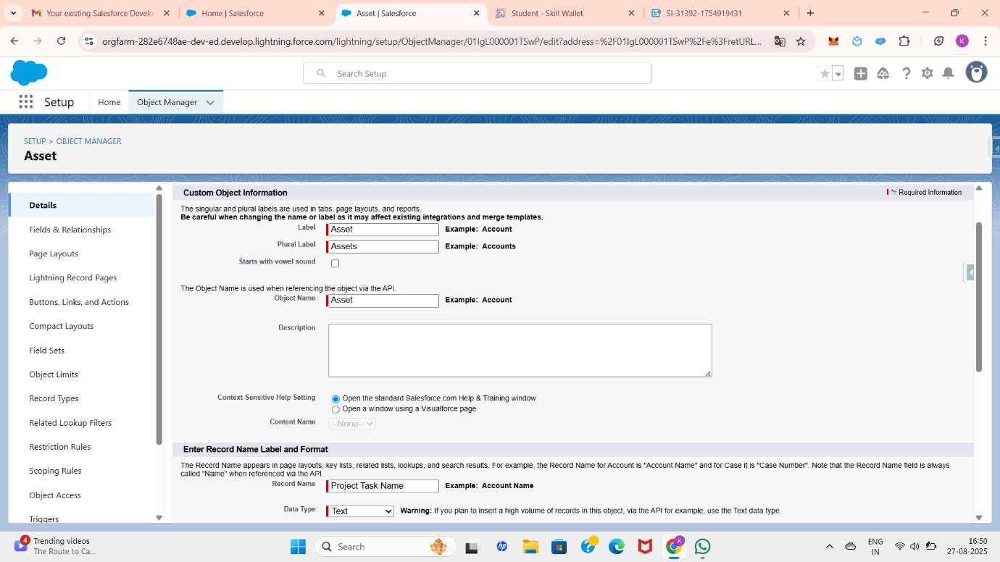 Your existing Salesforce Develo
Home | Salesforce
Asset | Salesforce
Student - Skill Wallet
SI-31392-1754919431
orgfarm-282e6748ae-dev-ed.develop.lightning.force.com/lightning/setup/ObjectManager/01IgL000001TSwP/edit?address=%2F01IgL000001TSwP%2Fe%3FretURL...
K
Search Setup
Setup
Home
Object Manager
SETUP > OBJECT MANAGER
Asset
Details
Fields & Relationships
Page Layouts
Lightning Record Pages
Buttons, Links, and Actions
Compact Layouts
Field Sets
Object Limits
Record Types
Related Lookup Filters
Restriction Rules
Scoping Rules
Object Access
Triggers
Custom Object Information
= Required Information
The singular and plural labels are used in tabs, page layouts, and reports.
Be careful when changing the name or label as it may affect existing integrations and merge templates.
Label Asset Example: Account
Plural Label Assets Example: Accounts
Starts with vowel sound
The Object Name is used when referencing the object via the API.
Object Name Asset Example: Account
Description
Context-Sensitive Help Setting Open the standard Salesforce.com Help & Training window
Open a window using a Visualforce page
Content Name --None--
Enter Record Name Label and Format
The Record Name appears in page layouts, key lists, related lists, lookups, and search results. For example, the Record Name for Account is "Account Name" and for Case it is "Case Number". Note that the Record Name field is always
called "Name" when referenced via the API.
Record Name Project Task Name Example: Account Name
Data Type Text Warning: If you plan to insert a high volume of records in this object, via the API for example, use the Text data type.
4
Trending videos
The Route to Ca...
Search
hp
K
ENG
IN
16:50
27-08-2025